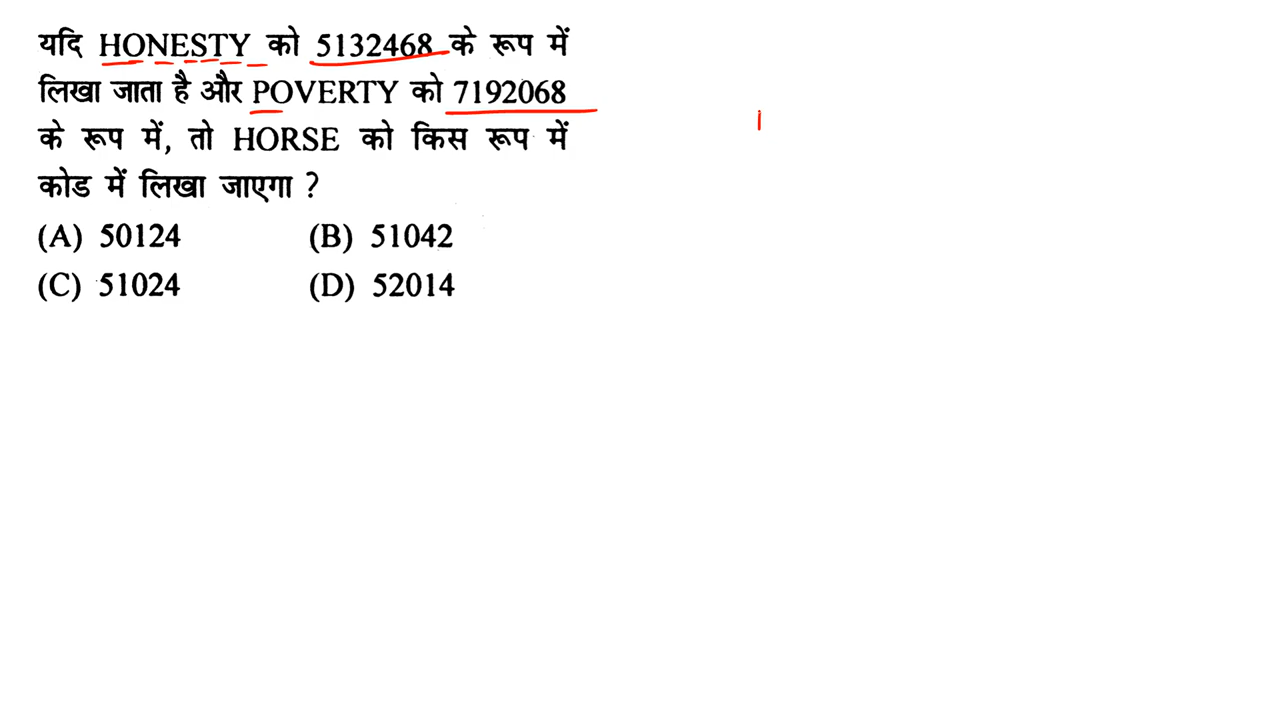 यदि HONESTY को 5132468 के रूप में
लिखा जाता है और POVERTY को 7192068
के रूप में, तो HORSE को किस रूप में
कोड में लिखा जाएगा ?
(A) 50124 (B) 51042
(C) 51024 (D) 52014